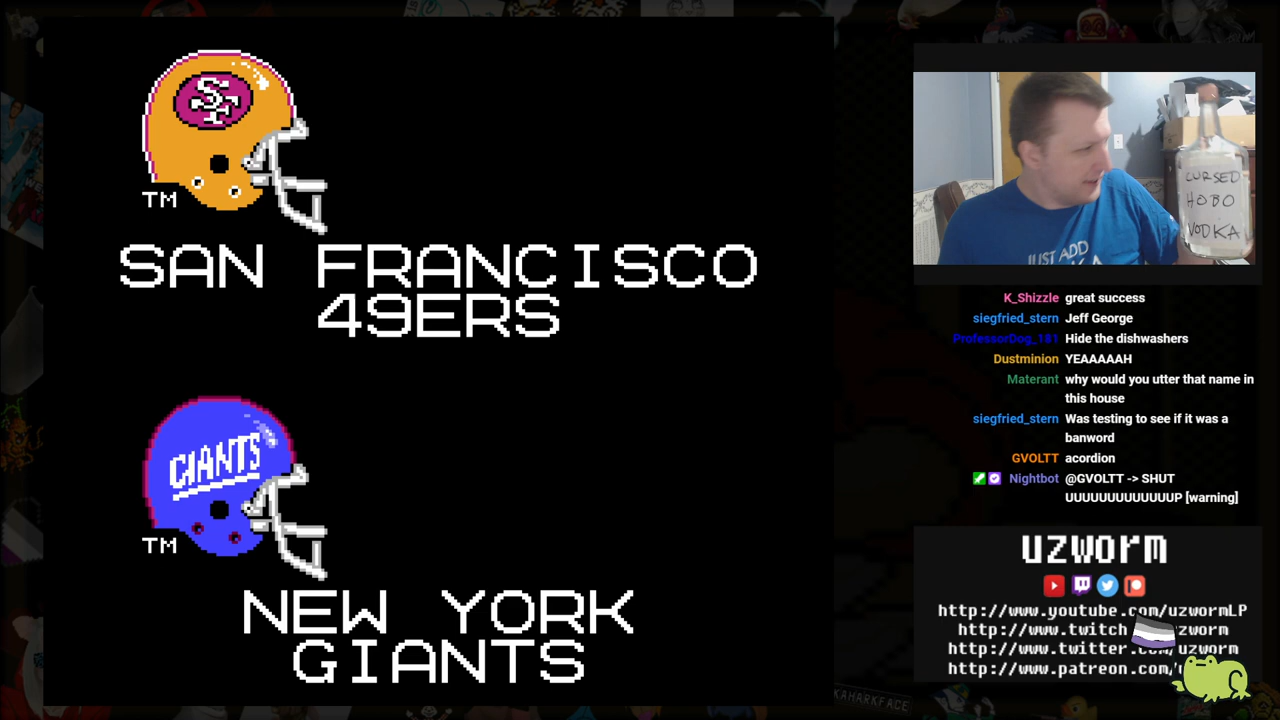 SF
TM
SAN FRANCISCO
49ERS
GIANTS
TM
NEW YORK
GIANTS
CURSED
HOBO
VODKA
JUST ADD
K_Shizzle great success
siegfried_stern Jeff George
ProfessorDog_181 Hide the dishwashers
Dustminion YEAAAAAH
Materant why would you utter that name in
this house
siegfried_stern Was testing to see if it was a
banword
GVOLTT acordion
Nightbot @GVOLTT -> SHUT
UUUUUUUUUUUUUP [warning]
uzworm
http://www.youtube.com/uzwormLP
http://www.twitch uzworm
http://www.twitter.co uzworm
http://www.patreon.com/
KAHARKFACE